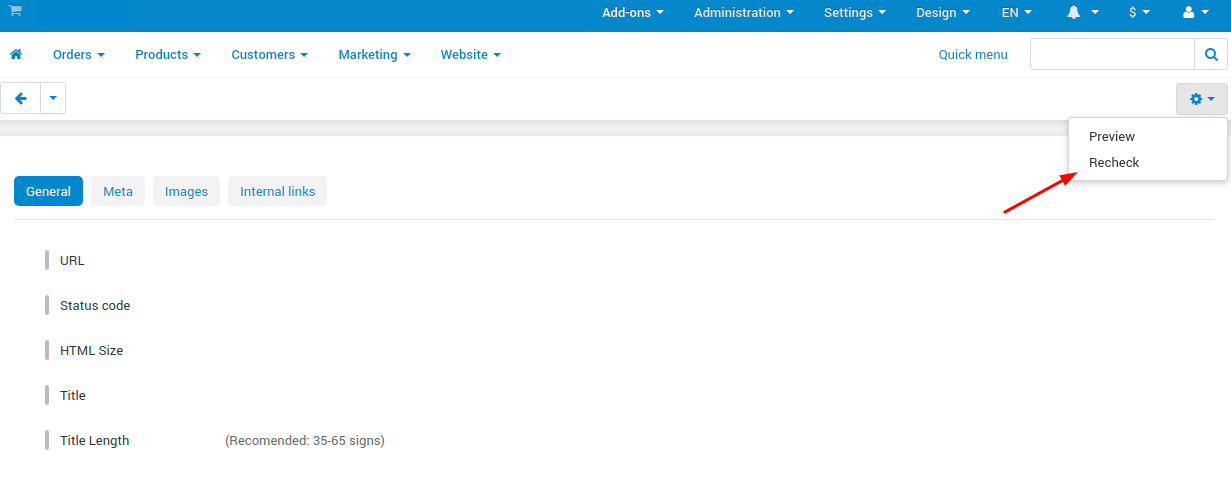 Add-ons Administration Settings Design EN $
Orders Products Customers Marketing Website Quick menu
Preview
Recheck
General Meta Images Internal links
URL
Status code
HTML Size
Title
Title Length (Recomended: 35-65 signs)